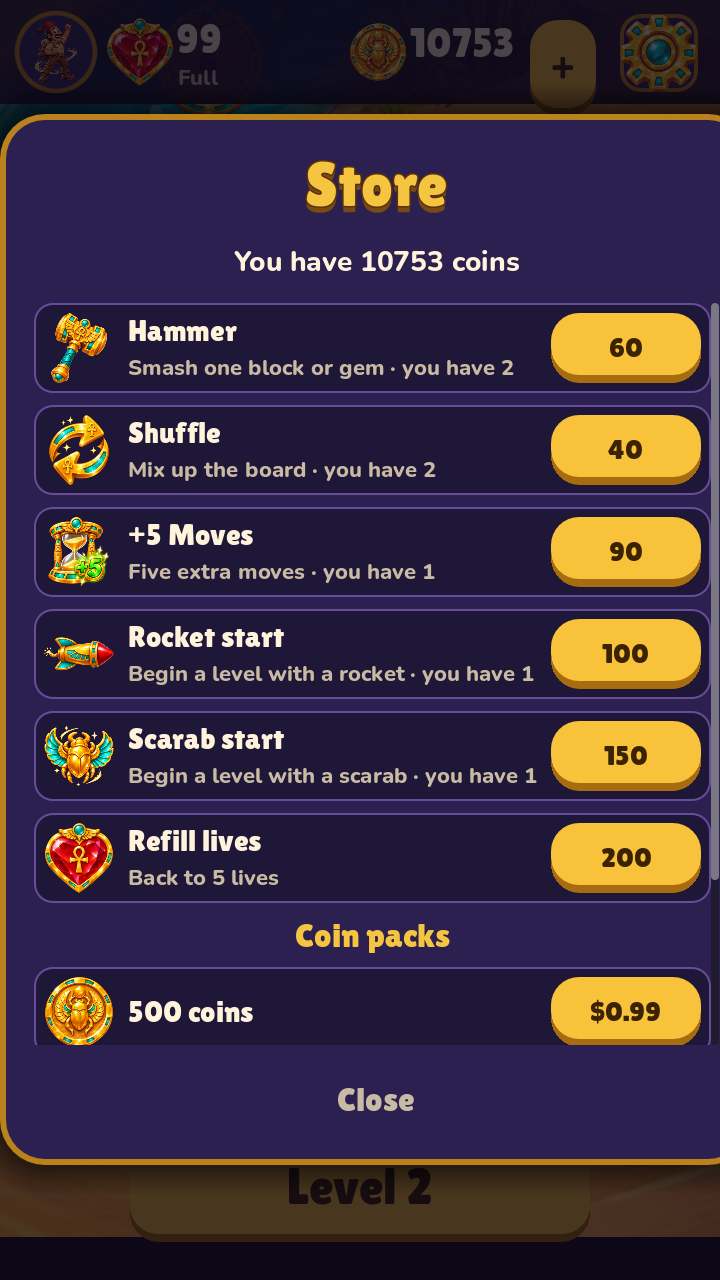 99
Full
10753
+
Store
You have 10753 coins
Hammer
Smash one block or gem · you have 2
60
Shuffle
Mix up the board · you have 2
40
+5
+5 Moves
Five extra moves · you have 1
90
Rocket start
Begin a level with a rocket · you have 1
100
Scarab start
Begin a level with a scarab · you have 1
150
Refill lives
Back to 5 lives
200
Coin packs
500 coins
$0.99
Close
Level 2